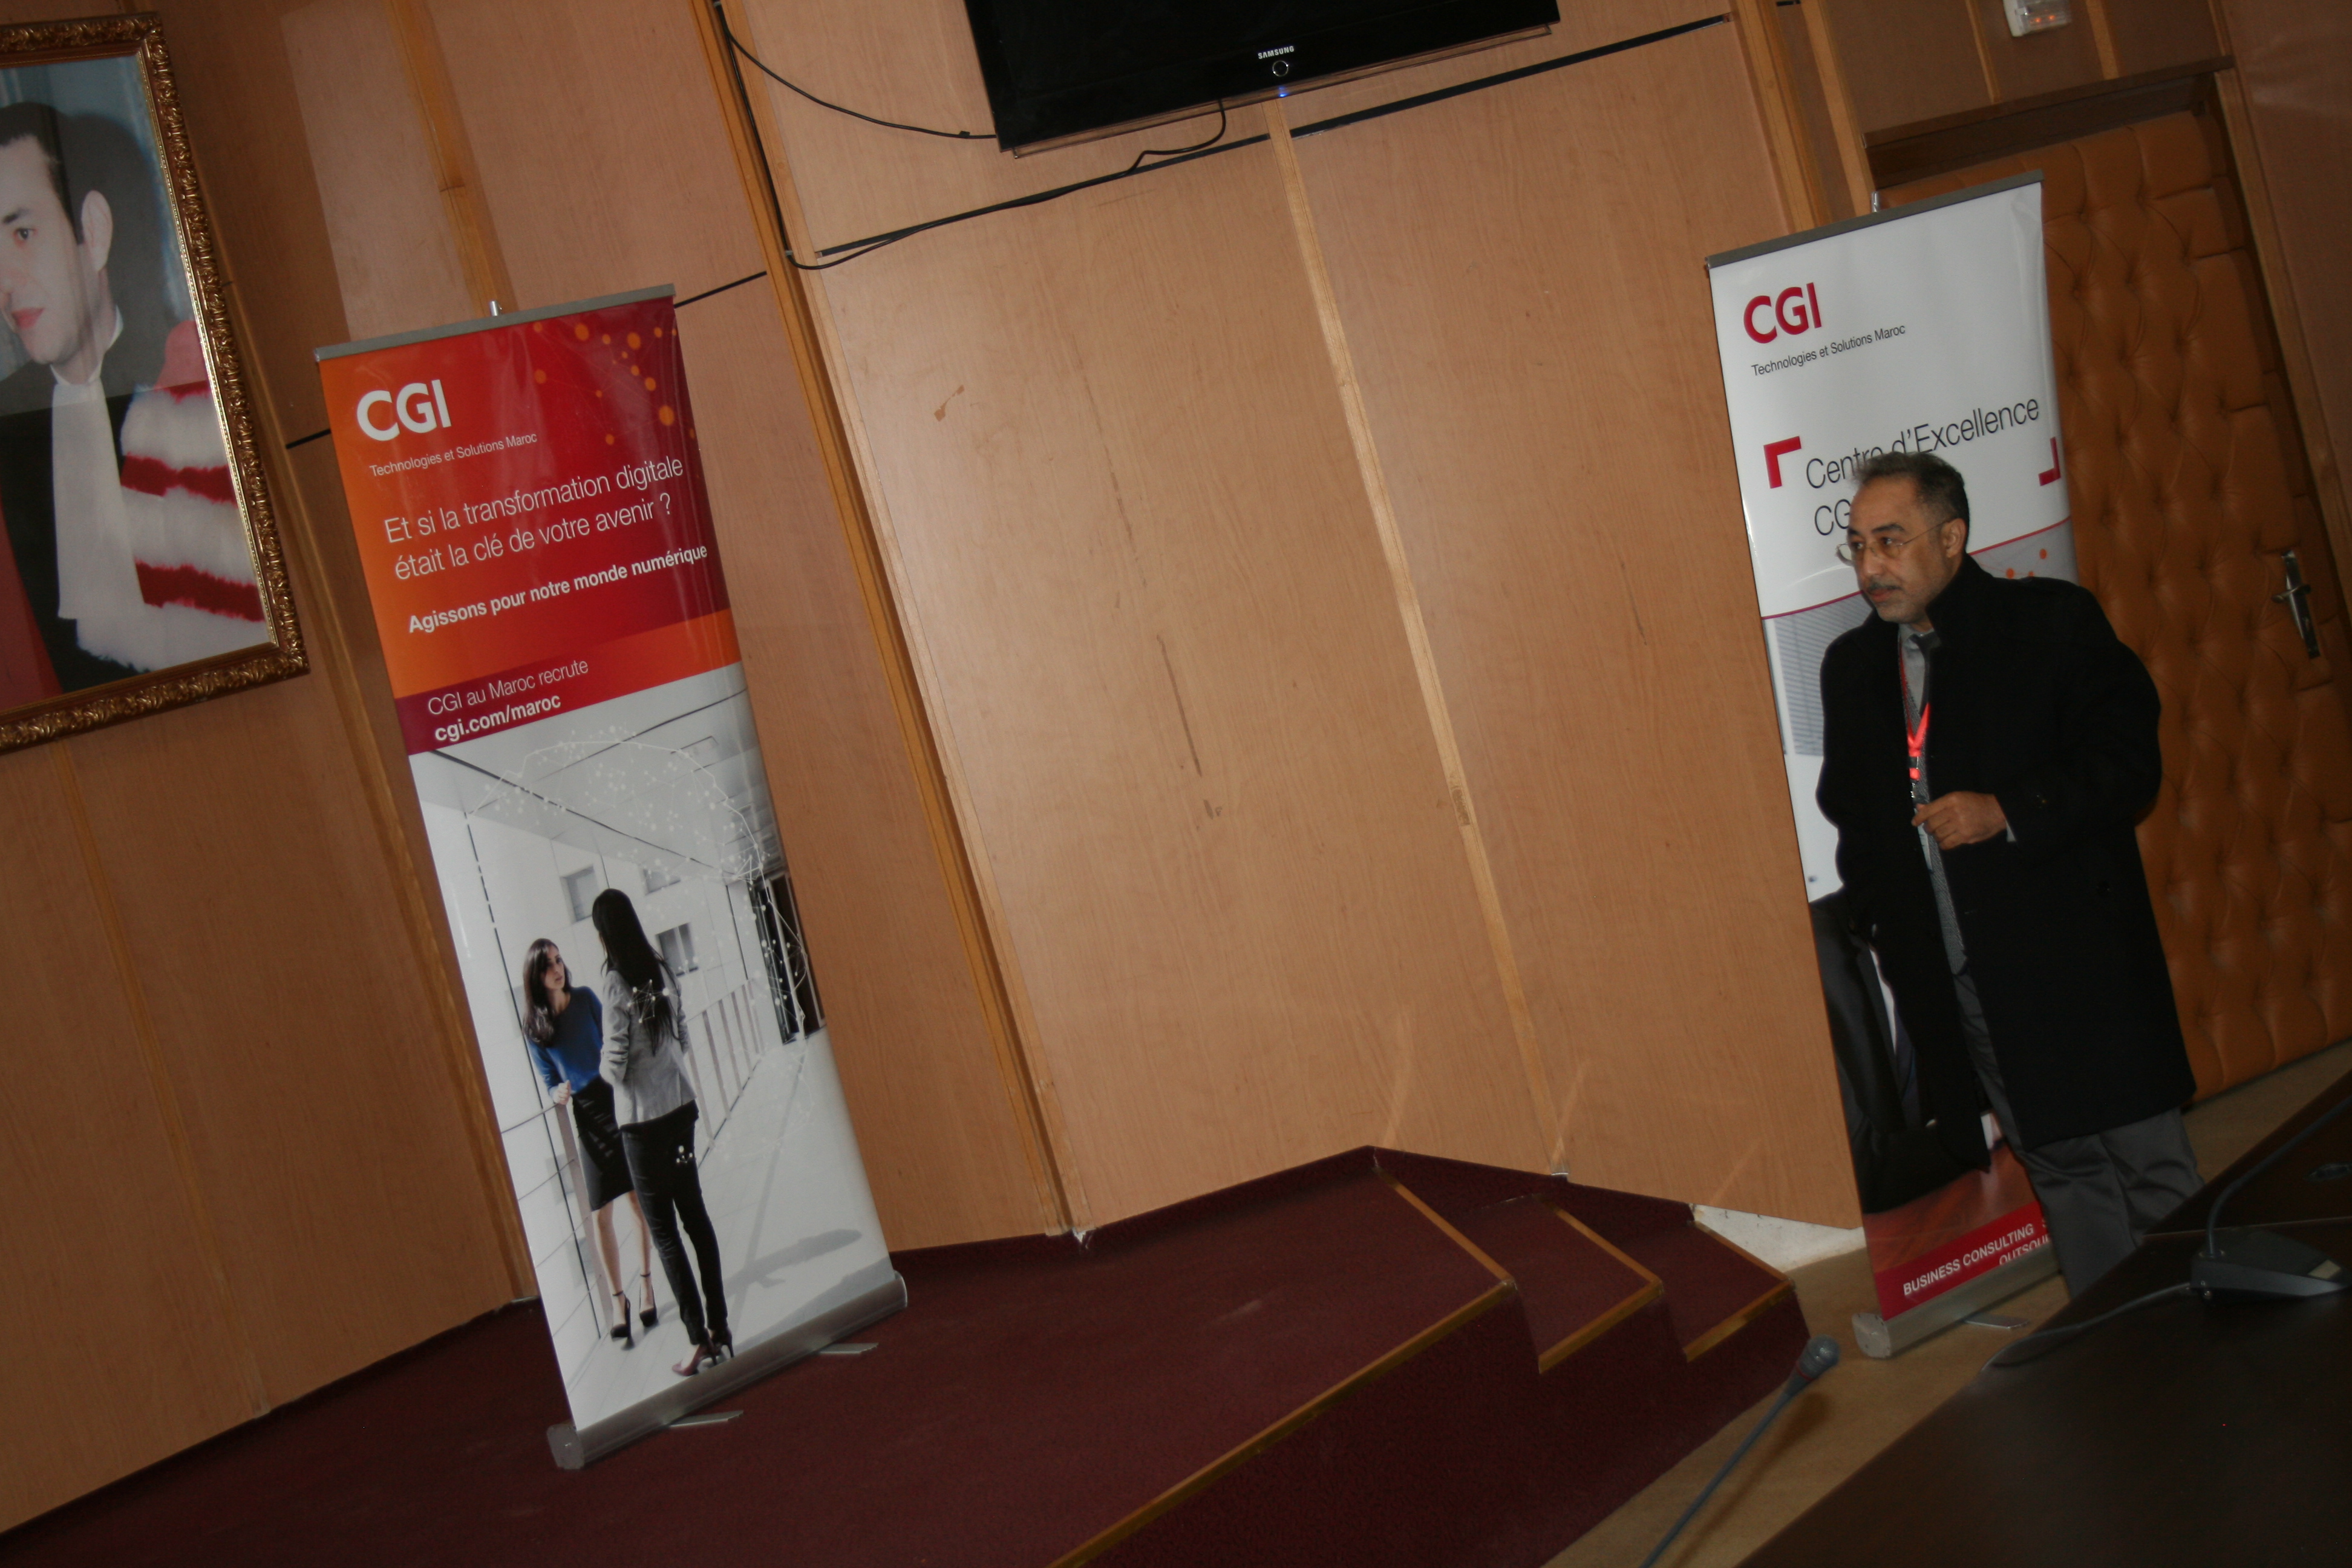 SAMSUNG
CGI
Technologies et Solutions Maroc
Et si la transformation digitale
était la clé de votre avenir ?
Agissons pour notre monde numérique
CGI au Maroc recrute
cgi.com/maroc
CGI
Technologies et Solutions Maroc
Centre d'Excellence
CG
BUSINESS CONSULTING